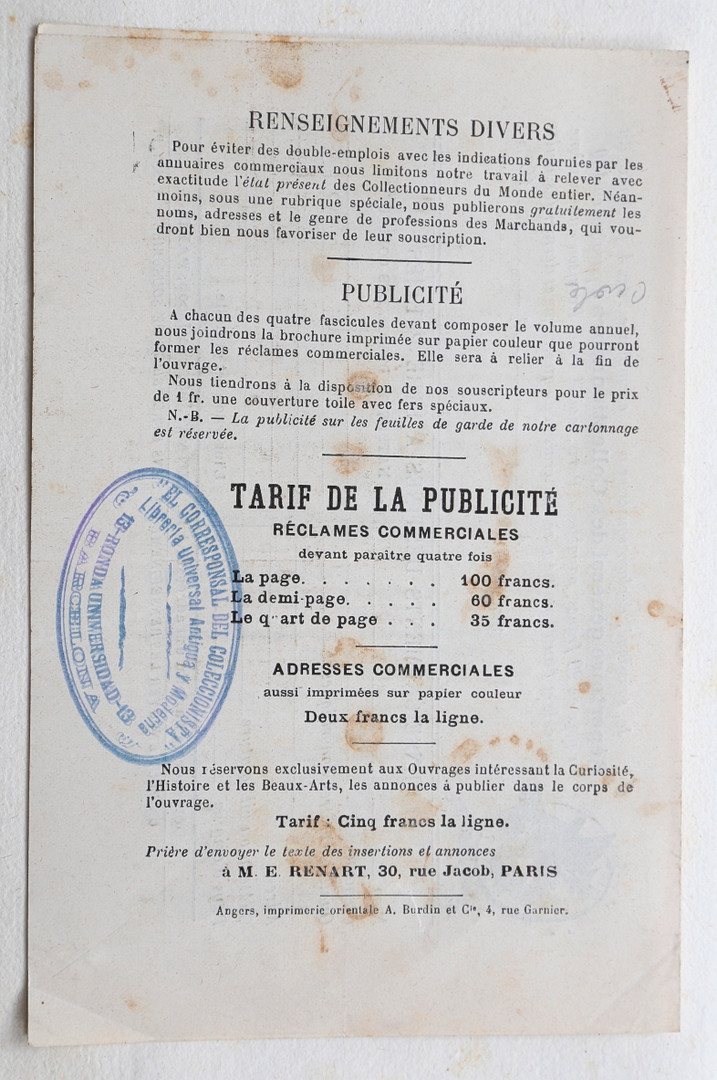 RENSEIGNEMENTS DIVERS
Pour éviter des double-emplois avec les indications fournies par les
annuaires commerciaux nous limitons notre travail à relever avec
exactitude l'état présent des Collectionneurs du Monde entier. Néan-
moins, sous une rubrique spéciale, nous publierons gratuitement les
noms, adresses et le genre de professions des Marchands, qui vou-
dront bien nous favoriser de leur souscription.
PUBLICITÉ
A chacun des quatre fascicules devant composer le volume annuel,
nous joindrons la brochure imprimée sur papier couleur que pourront
former les réclames commerciales. Elle sera à relier à la fin de
l'ouvrage.
Nous tiendrons à la disposition de nos souscripteurs pour le prix
de 1 fr. une couverture toile avec fers spéciaux.
N.-B. — La publicité sur les feuilles de garde de notre cartonnage
est réservée.
TARIF DE LA PUBLICITÉ
RÉCLAMES COMMERCIALES
devant paraître quatre fois
La page. . . . . . . 100 francs.
La demi-page. . . . . 60 francs.
Le quart de page . . . 35 francs.
ADRESSES COMMERCIALES
aussi imprimées sur papier couleur
Deux francs la ligne.
Nous réservons exclusivement aux Ouvrages intéressant la Curiosité,
l'Histoire et les Beaux-Arts, les annonces à publier dans le corps de
l'ouvrage.
Tarif : Cinq francs la ligne.
Prière d'envoyer le texte des insertions et annonces
à M. E. RENART, 30, rue Jacob, PARIS
Angers, imprimerie orientale A. Burdin et Cie, 4, rue Garnier.
"EL CORRESPONSAL DEL COLECCIONISTA"
Librería Universal Antigua y Moderna
13-RONDA UNIVERSIDAD-13
BARCELONA